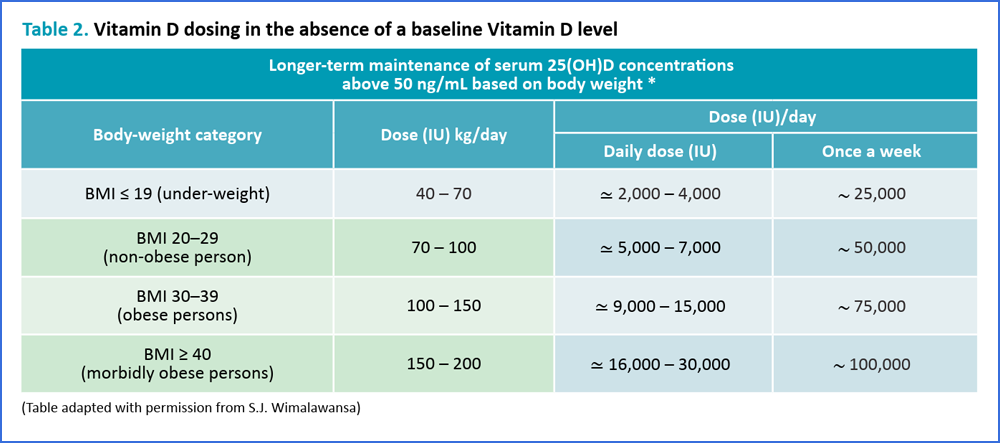 Table 2. Vitamin D dosing in the absence of a baseline Vitamin D level
Longer-term maintenance of serum 25(OH)D concentrations
above 50 ng/mL based on body weight *
Body-weight category
Dose (IU) kg/day
Dose (IU)/day
Daily dose (IU)
Once a week
BMI ≤ 19 (under-weight)
40 – 70
≃ 2,000 – 4,000
~ 25,000
BMI 20–29
(non-obese person)
70 – 100
≃ 5,000 – 7,000
~ 50,000
BMI 30–39
(obese persons)
100 – 150
≃ 9,000 – 15,000
~ 75,000
BMI ≥ 40
(morbidly obese persons)
150 – 200
≃ 16,000 – 30,000
~ 100,000
(Table adapted with permission from S.J. Wimalawansa)